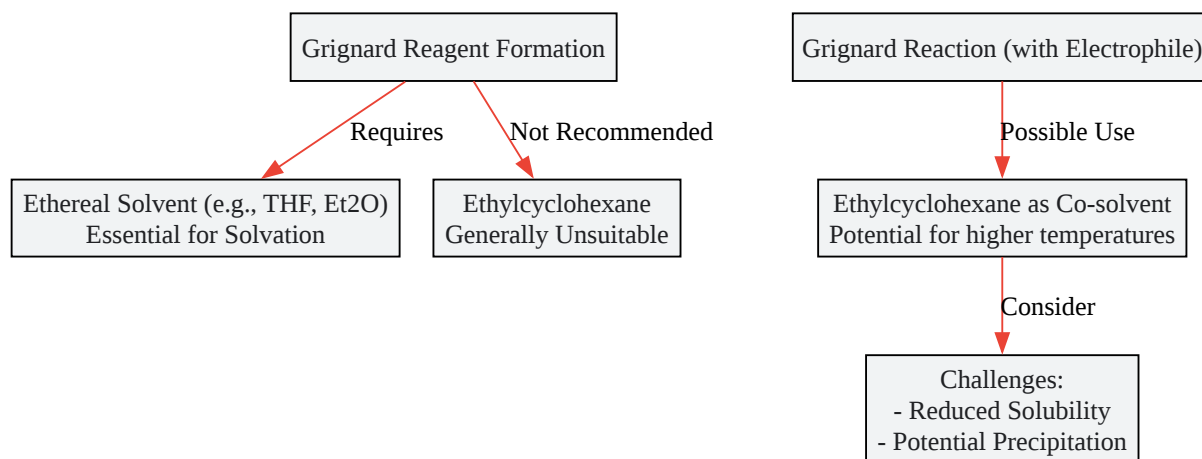 Grignard Reagent Formation
Requires
Not Recommended
Ethereal Solvent (e.g., THF, Et2O)
Essential for Solvation
Ethylcyclohexane
Generally Unsuitable
Grignard Reaction (with Electrophile)
Possible Use
Ethylcyclohexane as Co-solvent
Potential for higher temperatures
Consider
Challenges:
- Reduced Solubility
- Potential Precipitation